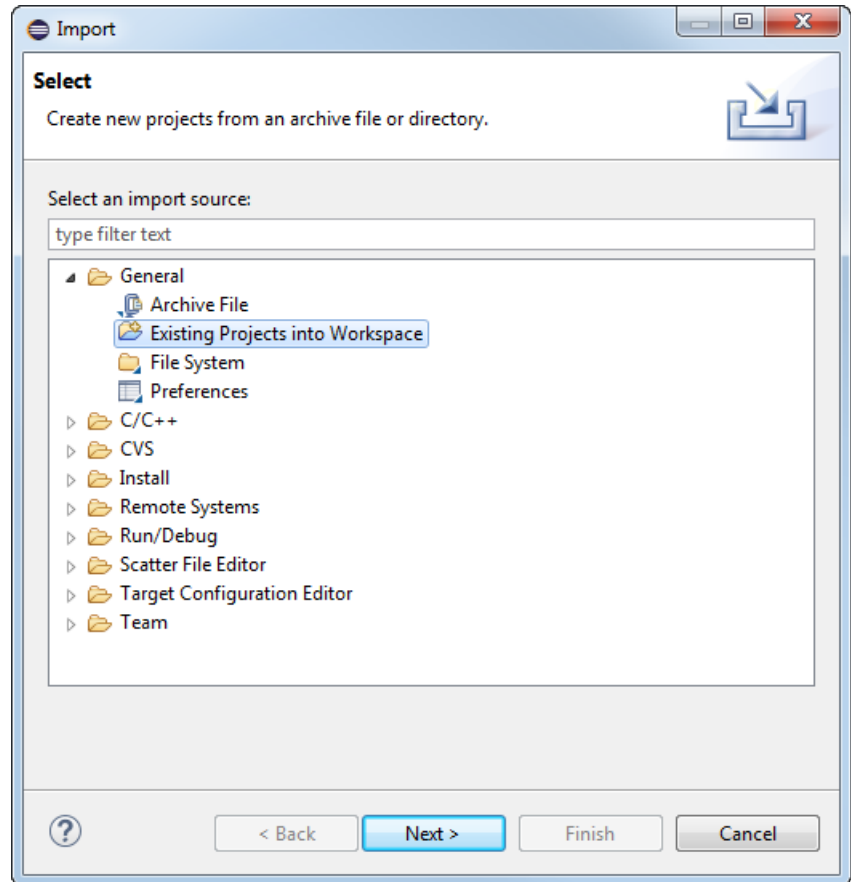 Import
Select
Create new projects from an archive file or directory.
Select an import source:
type filter text
General
Archive File
Existing Projects into Workspace
File System
Preferences
C/C++
CVS
Install
Remote Systems
Run/Debug
Scatter File Editor
Target Configuration Editor
Team
? < Back Next > Finish Cancel